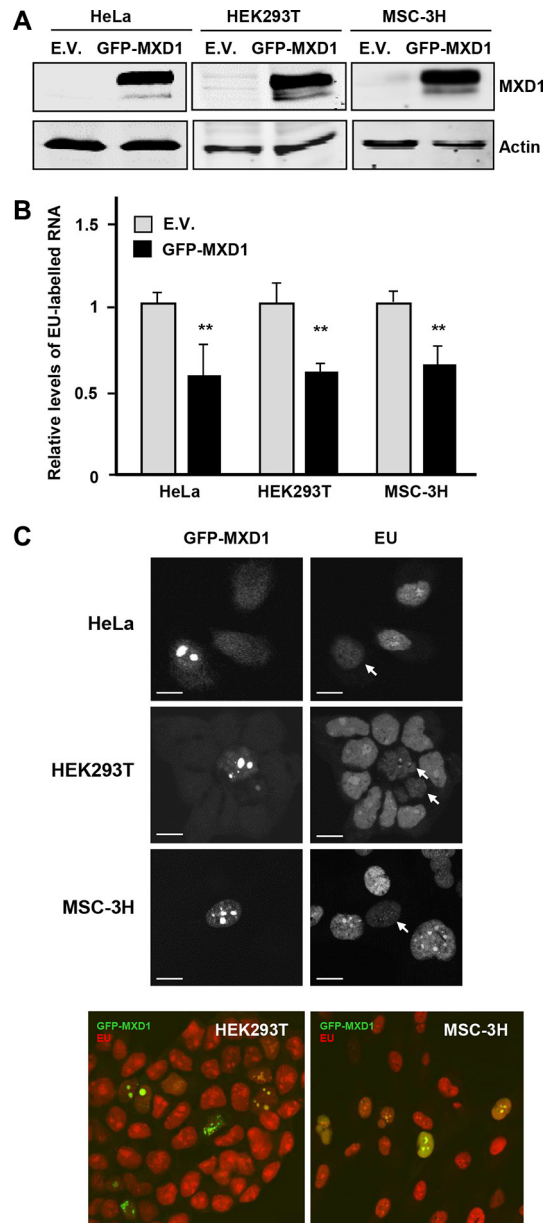 A
HeLa HEK293T MSC-3H
E.V. GFP-MXD1 E.V. GFP-MXD1 E.V. GFP-MXD1
MXD1
Actin
B
Relative levels of EU-labelled RNA
1.5
1
0.5
0
E.V.
GFP-MXD1
** ** **
HeLa HEK293T MSC-3H
C
GFP-MXD1 EU
HeLa
HEK293T
MSC-3H
GFP-MXD1
EU
HEK293T
GFP-MXD1
EU
MSC-3H